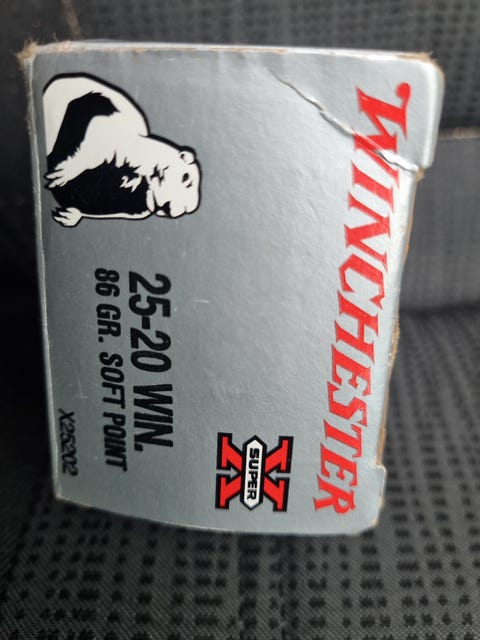 WINCHESTER
SUPER
X
25-20 WIN.
86 GR. SOFT POINT
X25202